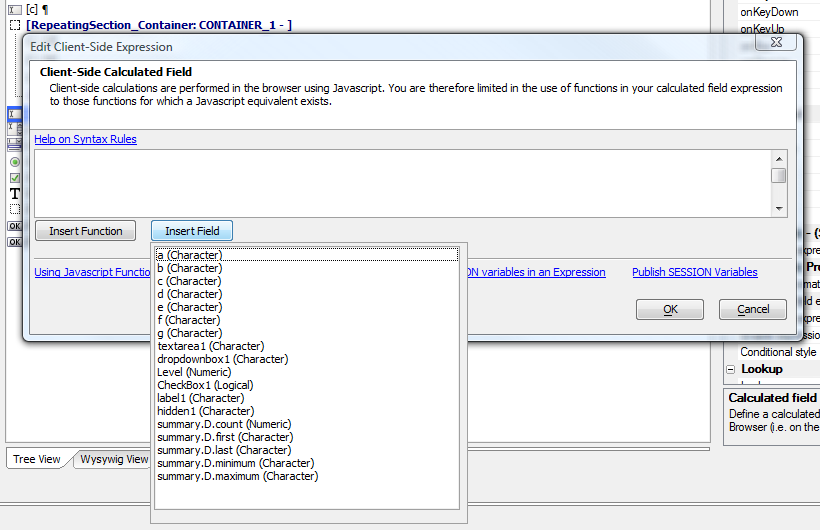 [c] ¶
[RepeatingSection_Container: CONTAINER_1 - ]
onKeyDown
onKeyUp
Edit Client-Side Expression
Client-Side Calculated Field
Client-side calculations are performed in the browser using Javascript. You are therefore limited in the use of functions in your calculated field expression
to those functions for which a Javascript equivalent exists.
Help on Syntax Rules
Insert Function
Insert Field
a (Character)
b (Character)
c (Character)
d (Character)
e (Character)
f (Character)
g (Character)
textarea1 (Character)
dropdownbox1 (Character)
Level (Numeric)
CheckBox1 (Logical)
label1 (Character)
hidden1 (Character)
summary.D.count (Numeric)
summary.D.first (Character)
summary.D.last (Character)
summary.D.minimum (Character)
summary.D.maximum (Character)
Using Javascript Functio
ON variables in an Expression
Publish SESSION Variables
OK
Cancel
T
OK
OK
Conditional style
Lookup
Calculated field
Define a calculated
Browser (i.e. on the
Tree View
Wysywig View